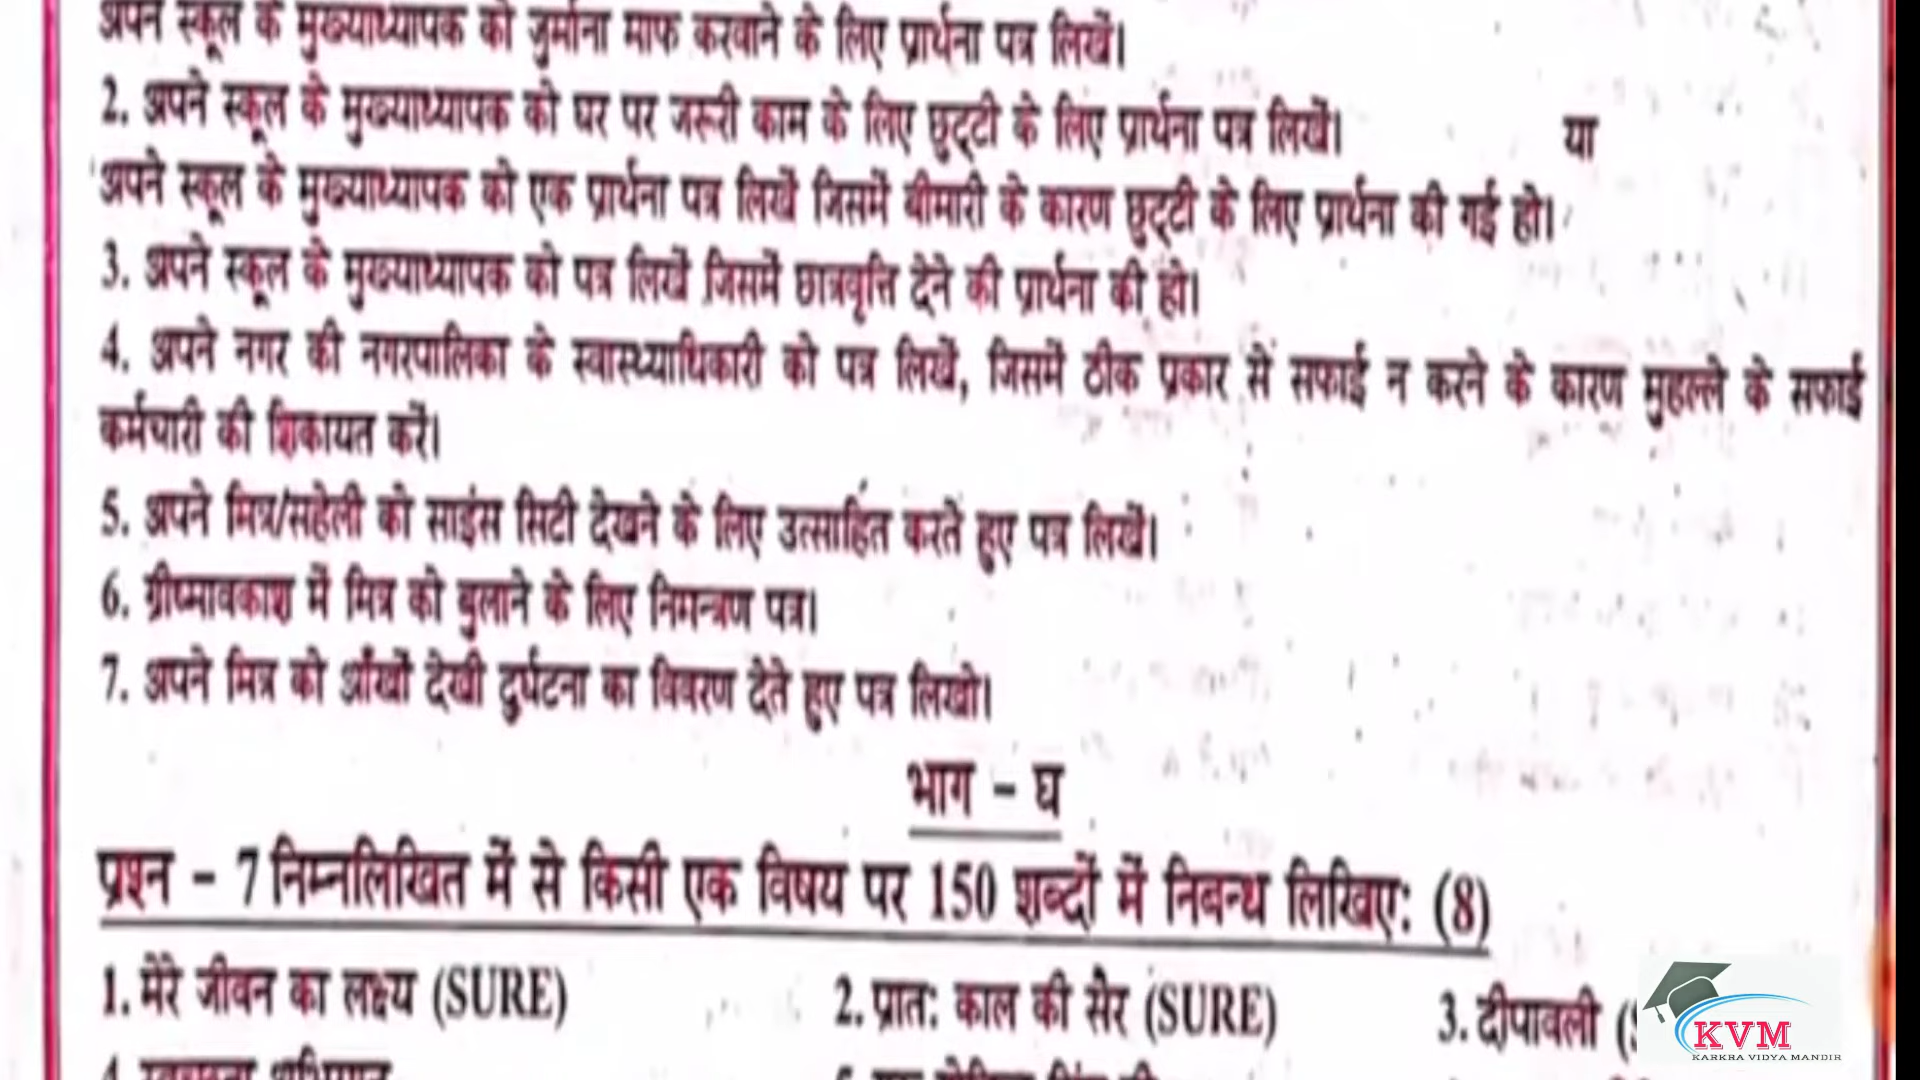 अपने स्कूल के मुख्याध्यापक को जुर्माना माफ करवाने के लिए प्रार्थना पत्र लिखें।
2. अपने स्कूल के मुख्याध्यापक को घर पर जरूरी काम के लिए छुट्टी के लिए प्रार्थना पत्र लिखें। या
अपने स्कूल के मुख्याध्यापक को एक प्रार्थना पत्र लिखें जिसमें बीमारी के कारण छुट्टी के लिए प्रार्थना की गई हो।
3. अपने स्कूल के मुख्याध्यापक को पत्र लिखें जिसमें छात्रवृत्ति देने की प्रार्थना की हो।
4. अपने नगर की नगरपालिका के स्वास्थ्याधिकारी को पत्र लिखें, जिसमें ठीक प्रकार से सफाई न करने के कारण मुहल्ले के सफाई
कर्मचारी की शिकायत करें।
5. अपने मित्र/सहेली को साइंस सिटी देखने के लिए उत्साहित करते हुए पत्र लिखें।
6. ग्रीष्मावकाश में मित्र को बुलाने के लिए निमन्त्रण पत्र।
7. अपने मित्र को आँखों देखी दुर्घटना का विवरण देते हुए पत्र लिखो।
भाग - घ
प्रश्न - 7 निम्नलिखित में से किसी एक विषय पर 150 शब्दों में निबन्ध लिखिए: (8)
1. मेरे जीवन का लक्ष्य (SURE) 2. प्रात: काल की सैर (SURE) 3. दीपावली
KVM
KARKRA VIDYA MANDIR